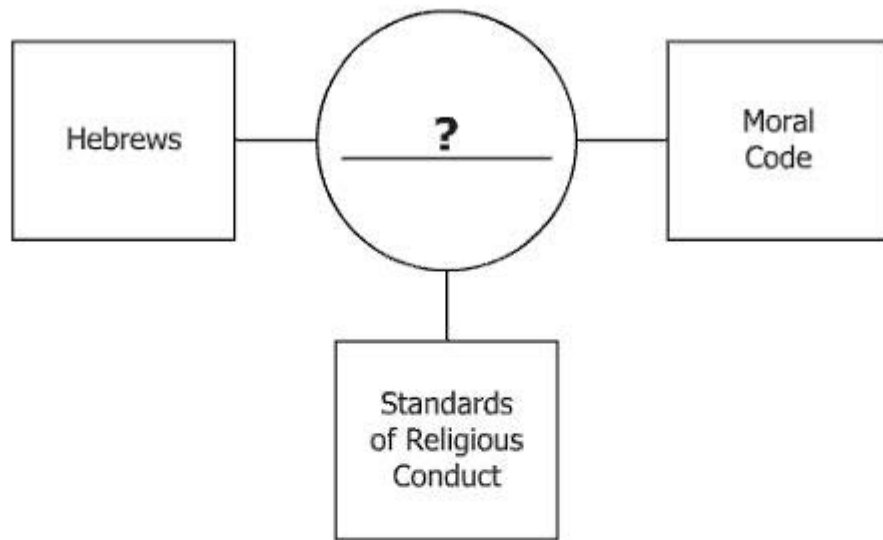 Hebrews
?
Moral
Code
Standards
of Religious
Conduct